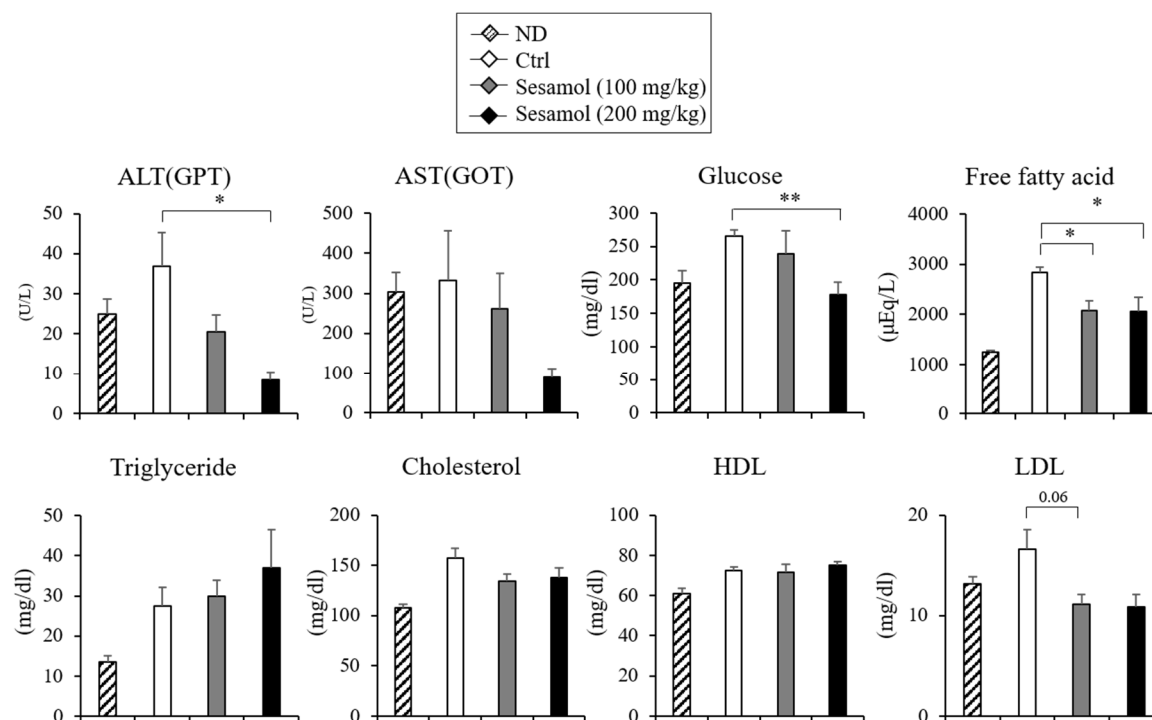 ND
Ctrl
Sesamol (100 mg/kg)
Sesamol (200 mg/kg)
ALT(GPT)
(U/L)
50
40
30
20
10
0
*
AST(GOT)
(U/L)
500
400
300
200
100
0
Glucose
(mg/dl)
300
250
200
150
100
50
0
**
Free fatty acid
(μEq/L)
4000
3000
2000
1000
0
*
*
Triglyceride
(mg/dl)
50
40
30
20
10
0
Cholesterol
(mg/dl)
200
150
100
50
0
HDL
(mg/dl)
100
80
60
40
20
0
LDL
(mg/dl)
20
10
0
0.06